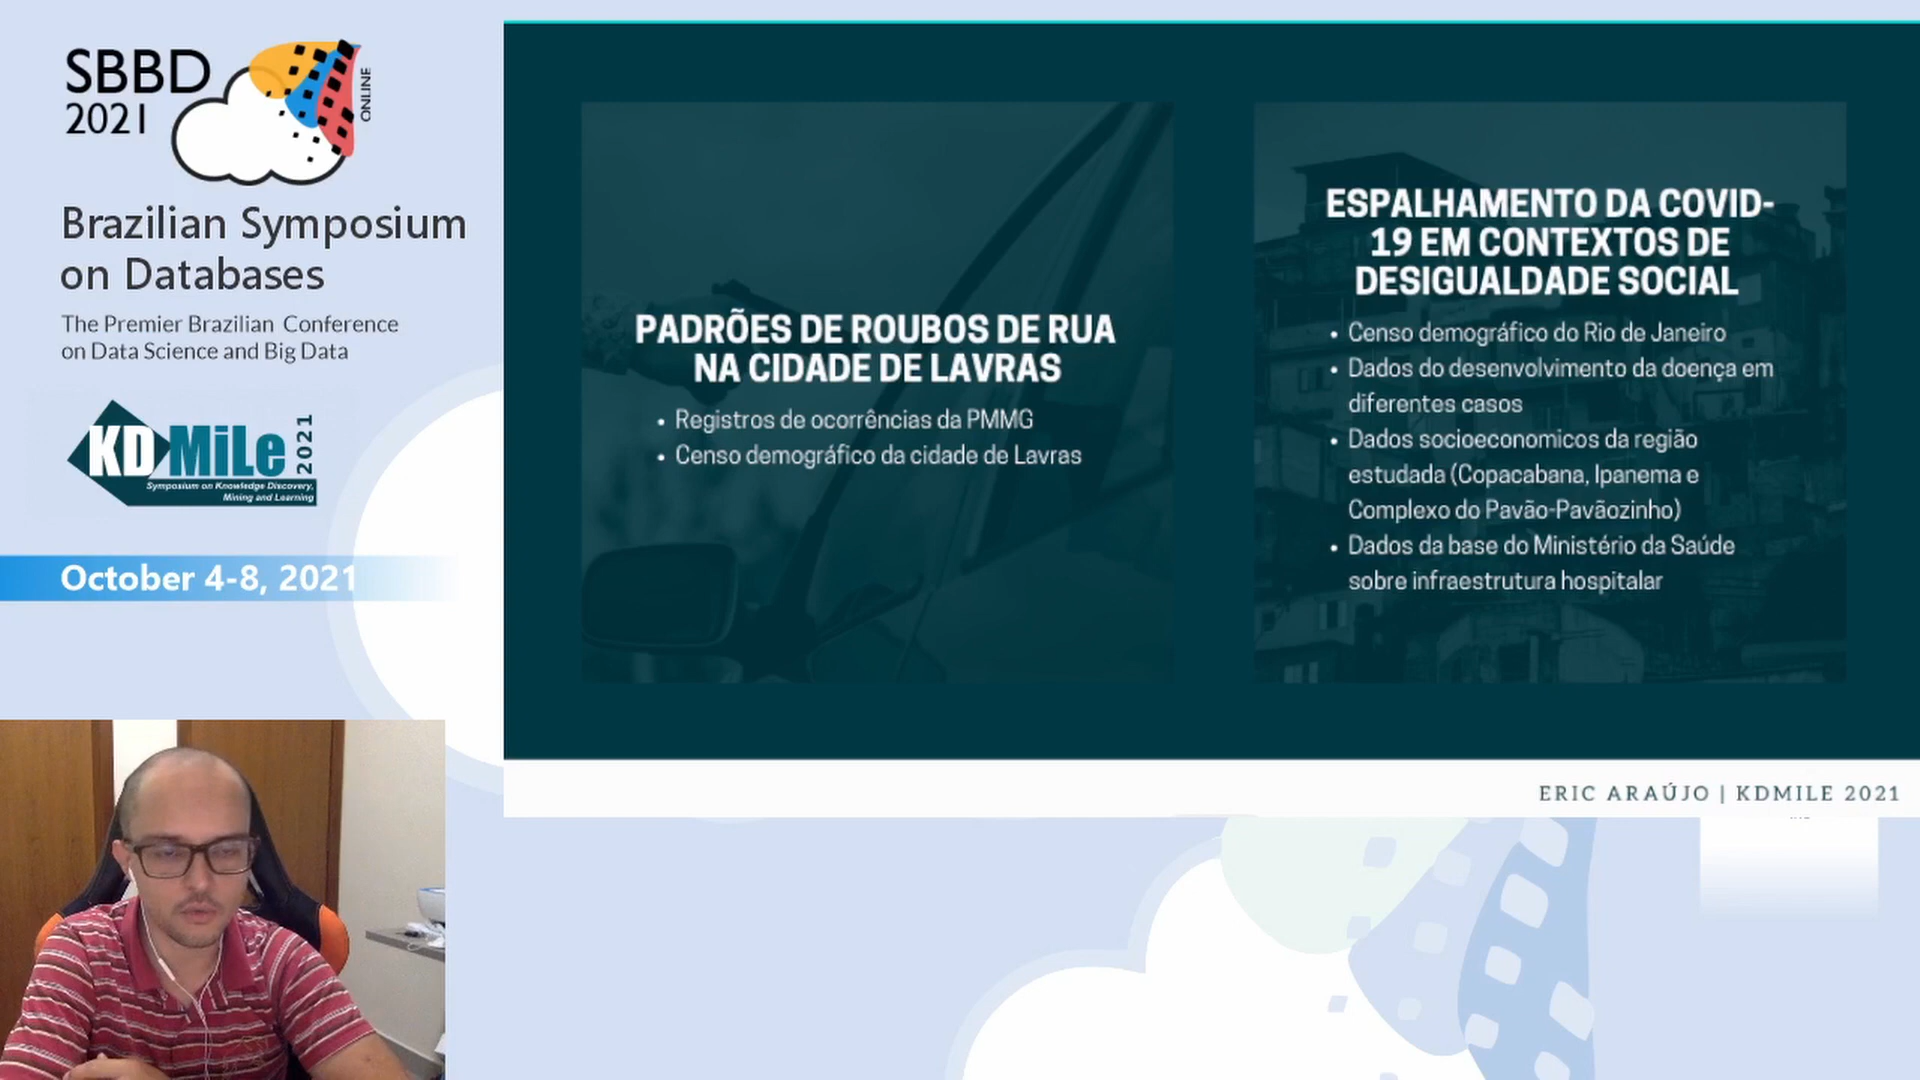 SBBD
2021
ONLINE
Brazilian Symposium
on Databases
The Premier Brazilian Conference
on Data Science and Big Data
KDMiLe
2021
Symposium on Knowledge Discovery,
Mining and Learning
October 4-8, 2021
PADRÕES DE ROUBOS DE RUA
NA CIDADE DE LAVRAS
• Registros de ocorrências da PMMG
• Censo demográfico da cidade de Lavras
ESPALHAMENTO DA COVID-
19 EM CONTEXTOS DE
DESIGUALDADE SOCIAL
• Censo demográfico do Rio de Janeiro
• Dados do desenvolvimento da doença em
diferentes casos
• Dados socioeconomicos da região
estudada (Copacabana, Ipanema e
Complexo do Pavão-Pavãozinho)
• Dados da base do Ministério da Saúde
sobre infraestrutura hospitalar
ERIC ARAÚJO | KDMILE 2021